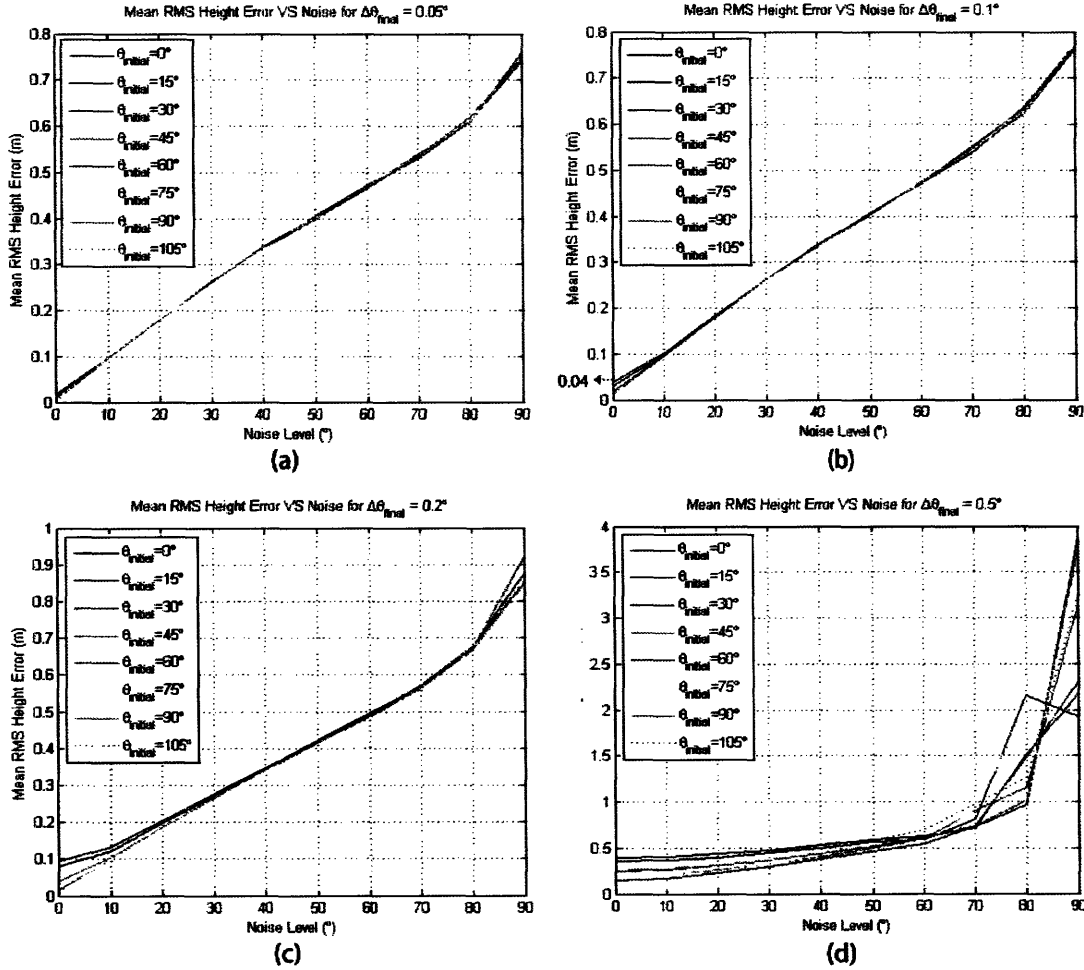 Mean RMS Height Error VS Noise for Δθfinal = 0.05°
0.8
0.7
0.6
0.5
0.4
0.3
0.2
0.1
0
Mean RMS Height Error (m)
θinitial=0°
θinitial=15°
θinitial=30°
θinitial=45°
θinitial=60°
θinitial=75°
θinitial=90°
θinitial=105°
0 10 20 30 40 50 60 70 80 90
Noise Level (°)
(a)
Mean RMS Height Error VS Noise for Δθfinal = 0.1°
0.8
0.7
0.6
0.5
0.4
0.3
0.2
0.1
0.04
0
Mean RMS Height Error (m)
θinitial=0°
θinitial=15°
θinitial=30°
θinitial=45°
θinitial=60°
θinitial=75°
θinitial=90°
θinitial=105°
0 10 20 30 40 50 60 70 80 90
Noise Level (°)
(b)
Mean RMS Height Error VS Noise for Δθfinal = 0.2°
1
0.9
0.8
0.7
0.6
0.5
0.4
0.3
0.2
0.1
0
Mean RMS Height Error (m)
θinitial=0°
θinitial=15°
θinitial=30°
θinitial=45°
θinitial=60°
θinitial=75°
θinitial=90°
θinitial=105°
0 10 20 30 40 50 60 70 80 90
Noise Level (°)
(c)
Mean RMS Height Error VS Noise for Δθfinal = 0.5°
4
3.5
3
2.5
2
1.5
1
0.5
0
Mean RMS Height Error (m)
θinitial=0°
θinitial=15°
θinitial=30°
θinitial=45°
θinitial=60°
θinitial=75°
θinitial=90°
θinitial=105°
0 10 20 30 40 50 60 70 80 90
Noise Level (°)
(d)